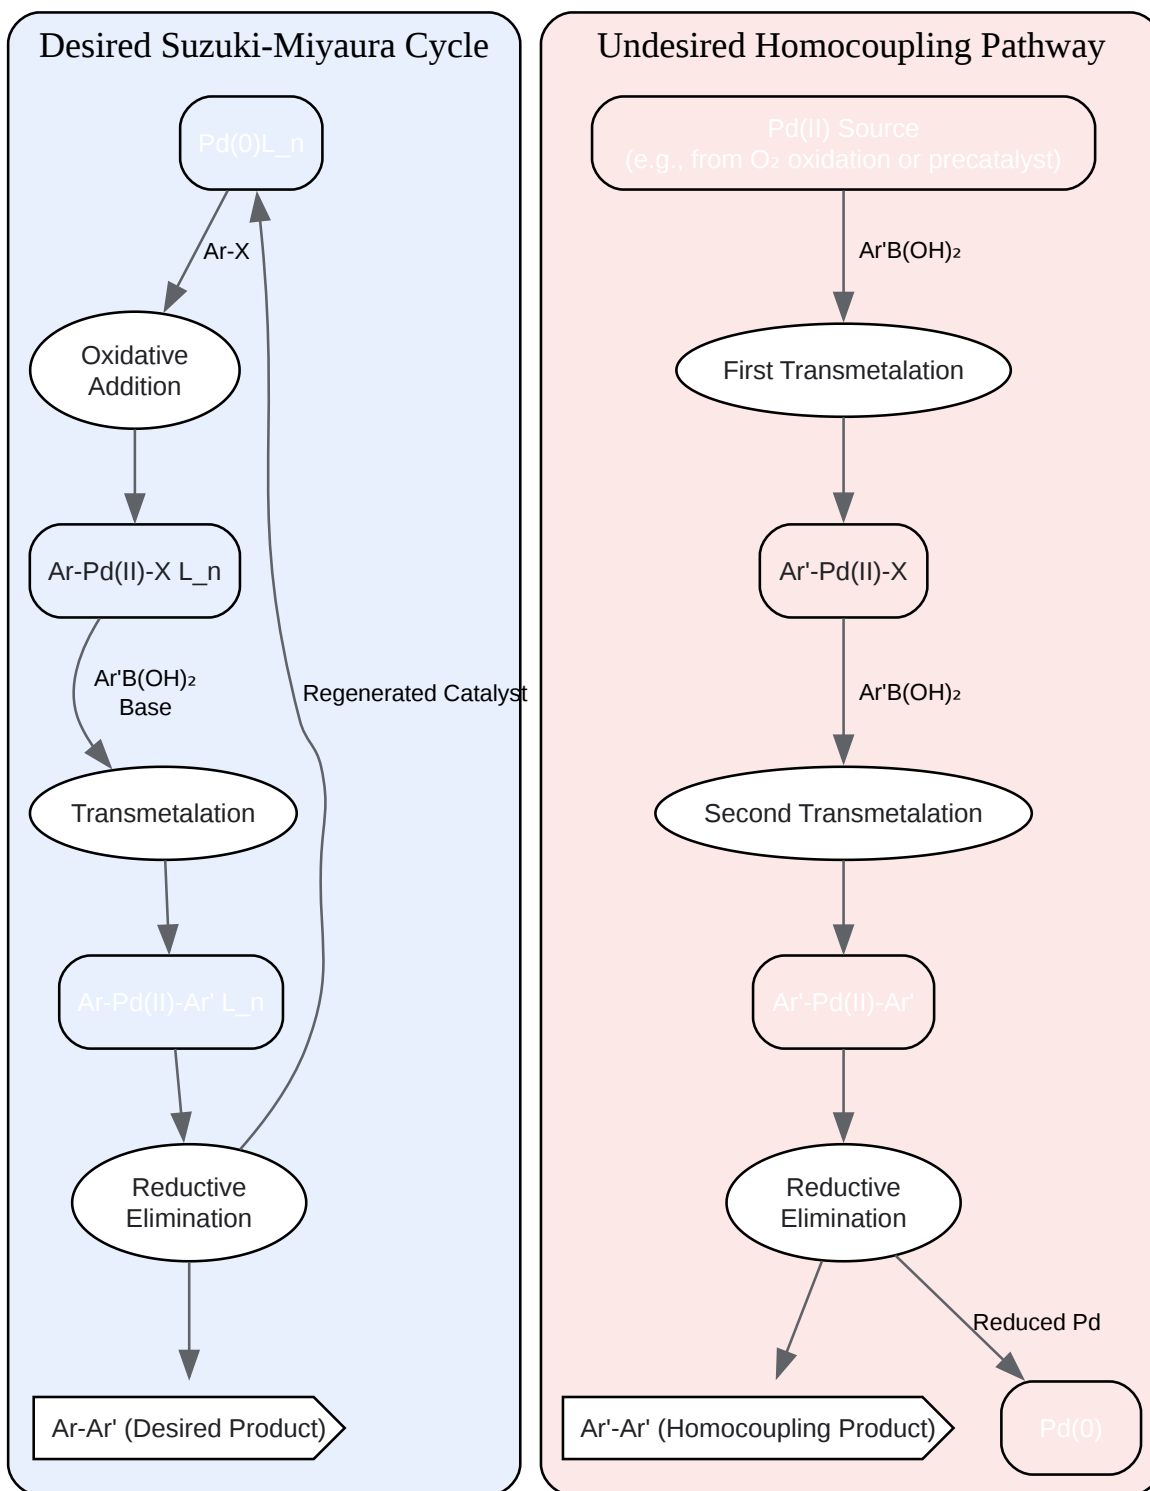 Desired Suzuki-Miyaura Cycle
Pd(0)L_n
Ar-X
Oxidative
Addition
Ar-Pd(II)-X L_n
Ar'B(OH)₂
Base
Regenerated Catalyst
Transmetalation
Ar-Pd(II)-Ar' L_n
Reductive
Elimination
Ar-Ar' (Desired Product)
Undesired Homocoupling Pathway
Pd(II) Source
(e.g., from O₂ oxidation or precatalyst)
Ar'B(OH)₂
First Transmetalation
Ar'-Pd(II)-X
Ar'B(OH)₂
Second Transmetalation
Ar'-Pd(II)-Ar'
Reductive
Elimination
Reduced Pd
Ar'-Ar' (Homocoupling Product)
Pd(0)